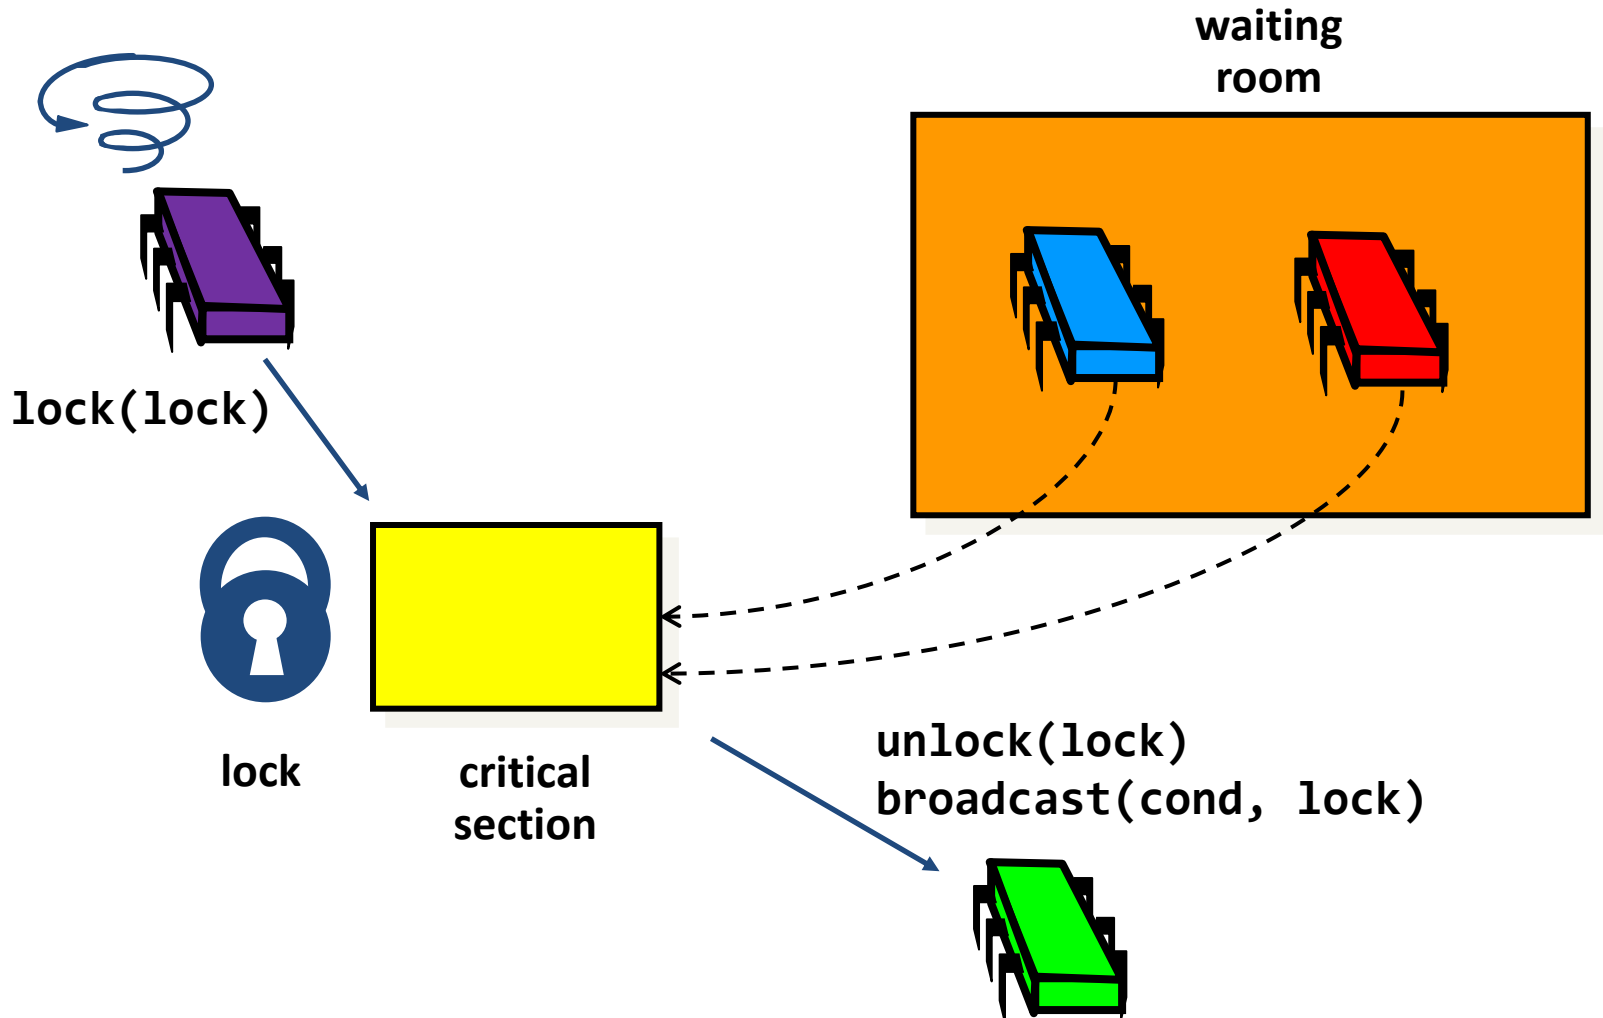 waiting
room
lock(lock)
lock
critical
section
unlock(lock)
broadcast(cond, lock)